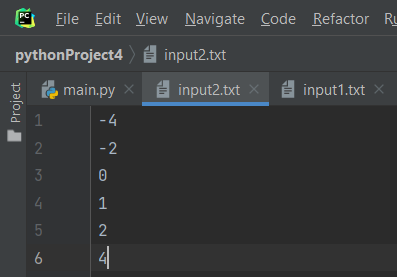 PC File Edit View Navigate Code Refactor
pythonProject4 input2.txt
main.py input2.txt input1.txt
Project
1 -4
2 -2
3 0
4 1
5 2
6 4